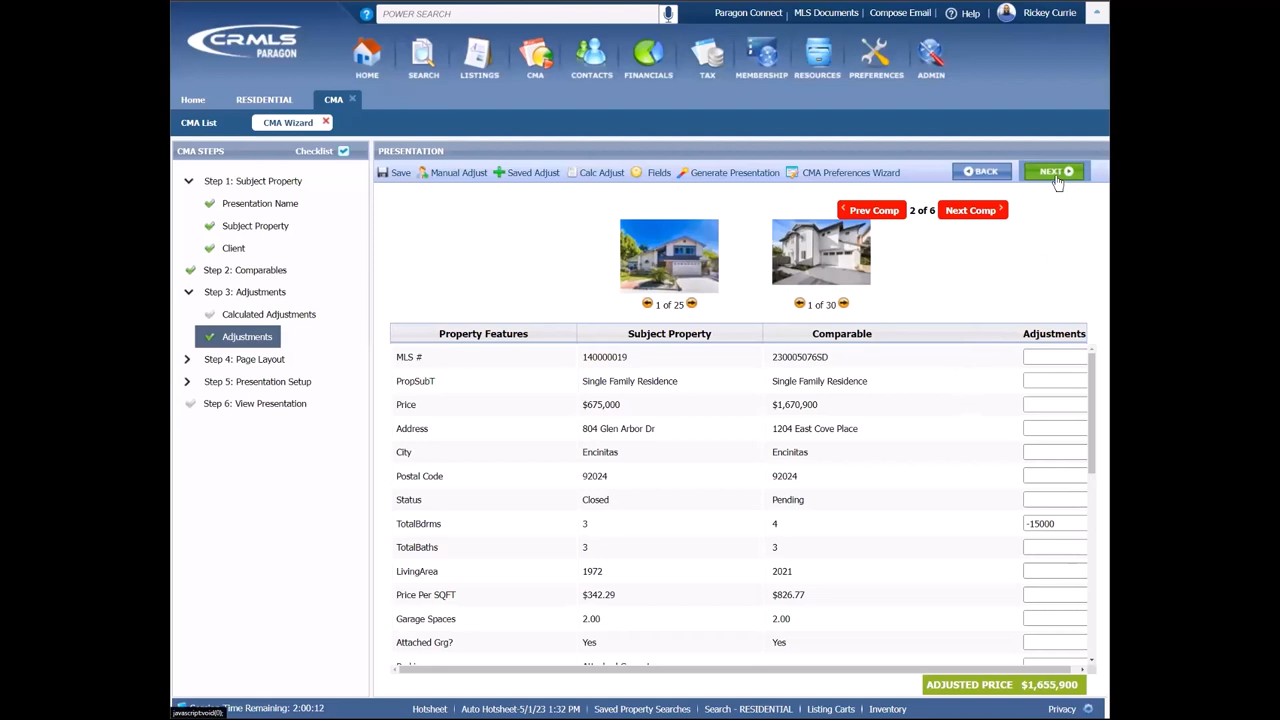 POWER SEARCH
Paragon Connect MLS Documents Compose Email Help Rickey Currie
CRMLS
PARAGON
HOME SEARCH LISTINGS CMA CONTACTS FINANCIALS TAX MEMBERSHIP RESOURCES PREFERENCES ADMIN
Home RESIDENTIAL CMA
CMA List CMA Wizard
CMA STEPS Checklist
PRESENTATION
Save Manual Adjust Saved Adjust Calc Adjust Fields Generate Presentation CMA Preferences Wizard BACK NEXT
Step 1: Subject Property
Presentation Name
Subject Property
Client
Step 2: Comparables
Step 3: Adjustments
Calculated Adjustments
Adjustments
Step 4: Page Layout
Step 5: Presentation Setup
Step 6: View Presentation
Prev Comp 2 of 6 Next Comp
1 of 25 1 of 30
Property Features Subject Property Comparable Adjustments
MLS # 140000019 230005076SD
PropSubT Single Family Residence Single Family Residence
Price $675,000 $1,670,900
Address 804 Glen Arbor Dr 1204 East Cove Place
City Encinitas Encinitas
Postal Code 92024 92024
Status Closed Pending
TotalBdrms 3 4 -15000
TotalBaths 3 3
LivingArea 1972 2021
Price Per SQFT $342.29 $826.77
Garage Spaces 2.00 2.00
Attached Grg? Yes Yes
ADJUSTED PRICE $1,655,900
Time Remaining: 2:00:12 Hotsheet Auto Hotsheet-5/1/23 1:32 PM Saved Property Searches Search - RESIDENTIAL Listing Carts Inventory Privacy
javascript:void(0);